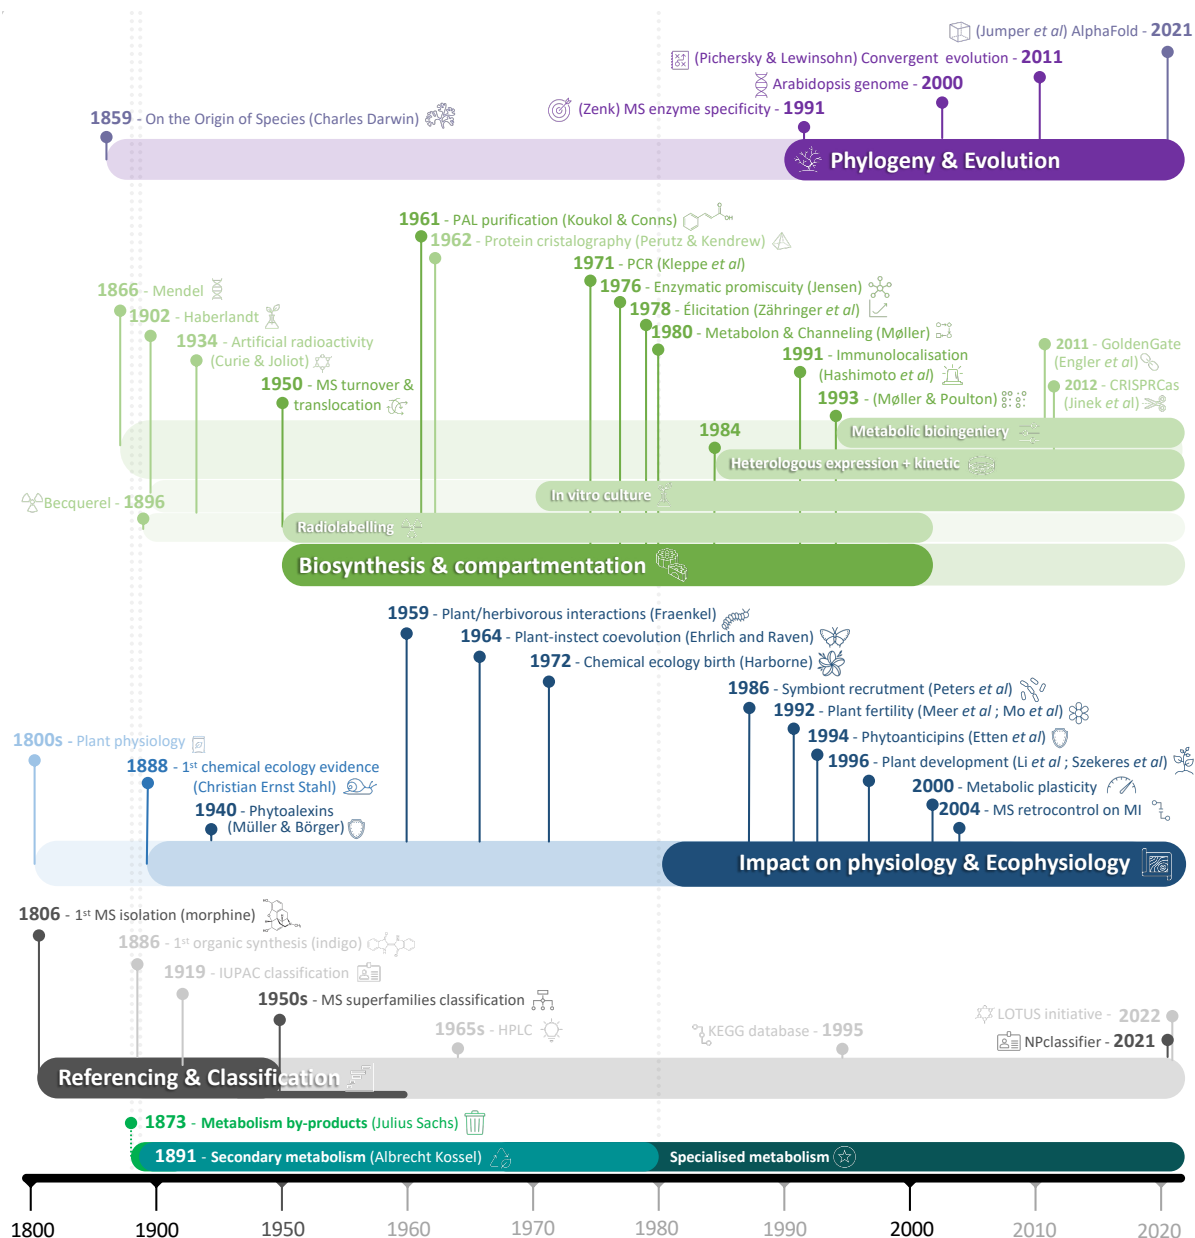 (Jumper et al) AlphaFold - 2021
(Pichersky & Lewinsohn) Convergent evolution - 2011
Arabidopsis genome - 2000
(Zenk) MS enzyme specificity - 1991
1859 - On the Origin of Species (Charles Darwin)
Phylogeny & Evolution
1961 - PAL purification (Koukol & Conns)
1962 - Protein cristalography (Perutz & Kendrew)
1971 - PCR (Kleppe et al)
1976 - Enzymatic promiscuity (Jensen)
1866 - Mendel
1978 - Élicitation (Zähringer et al)
1902 - Haberlandt
1980 - Metabolon & Channeling (Møller)
1934 - Artificial radioactivity
(Curie & Joliot)
2011 - GoldenGate
(Engler et al)
1991 - Immunolocalisation
(Hashimoto et al)
1950 - MS turnover &
translocation
2012 - CRISPRCas
(Jinek et al)
1993 - (Møller & Poulton)
1984
Metabolic bioingeniery
Heterologous expression + kinetic
In vitro culture
Becquerel - 1896
Radiolabelling
Biosynthesis & compartmentation
1959 - Plant/herbivorous interactions (Fraenkel)
1964 - Plant-instect coevolution (Ehrlich and Raven)
1972 - Chemical ecology birth (Harborne)
1986 - Symbiont recrutment (Peters et al)
1992 - Plant fertility (Meer et al ; Mo et al)
1994 - Phytoanticipins (Etten et al)
1800s - Plant physiology
1996 - Plant development (Li et al ; Szekeres et al)
1888 - 1st chemical ecology evidence
(Christian Ernst Stahl)
2000 - Metabolic plasticity
1940 - Phytoalexins
(Müller & Börger)
2004 - MS retrocontrol on MI
Impact on physiology & Ecophysiology
1806 - 1st MS isolation (morphine)
1886 - 1st organic synthesis (indigo)
1919 - IUPAC classification
1950s - MS superfamilies classification
LOTUS initiative - 2022
1965s - HPLC
KEGG database - 1995
NPclassifier - 2021
Referencing & Classification
1873 - Metabolism by-products (Julius Sachs)
1891 - Secondary metabolism (Albrecht Kossel)
Specialised metabolism
1800 1900 1950 1960 1970 1980 1990 2000 2010 2020